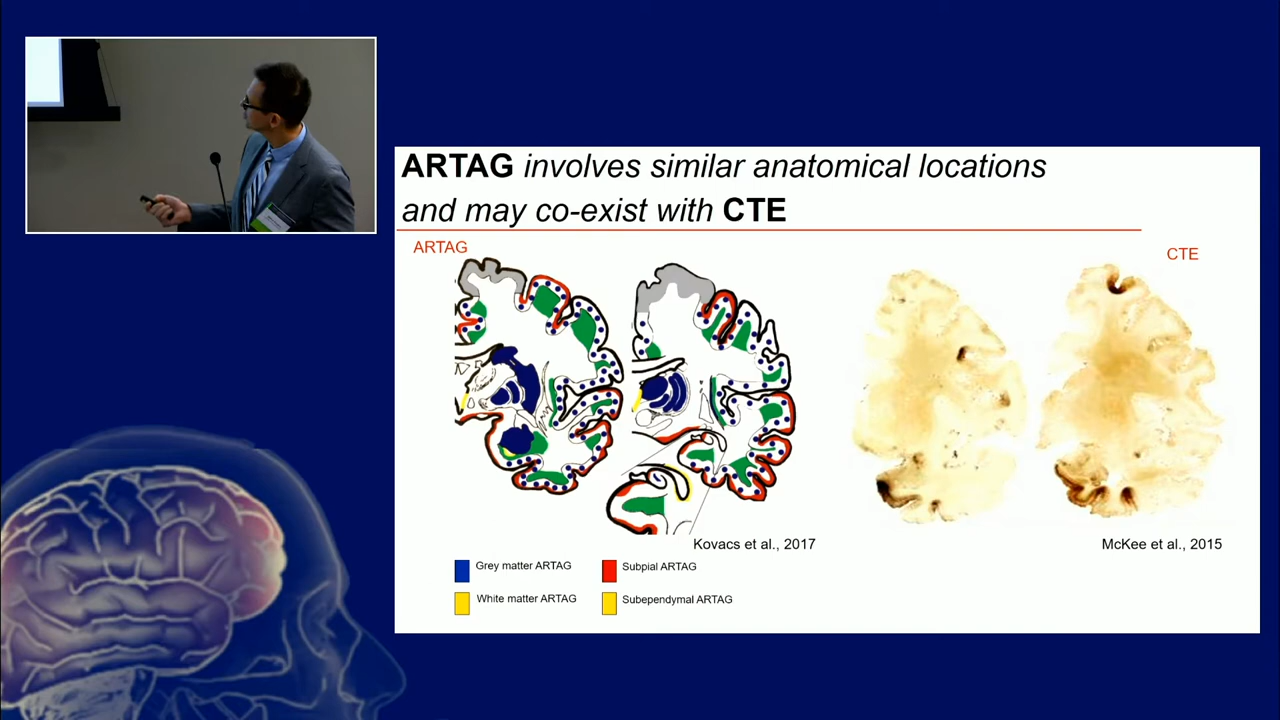 ARTAG involves similar anatomical locations
and may co-exist with CTE
ARTAG
CTE
Kovacs et al., 2017
McKee et al., 2015
Grey matter ARTAG
Subpial ARTAG
White matter ARTAG
Subependymal ARTAG